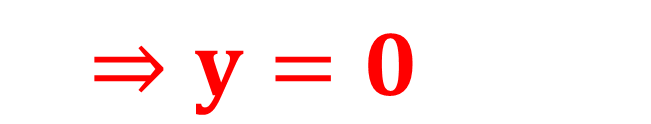 ⇒ y = 0